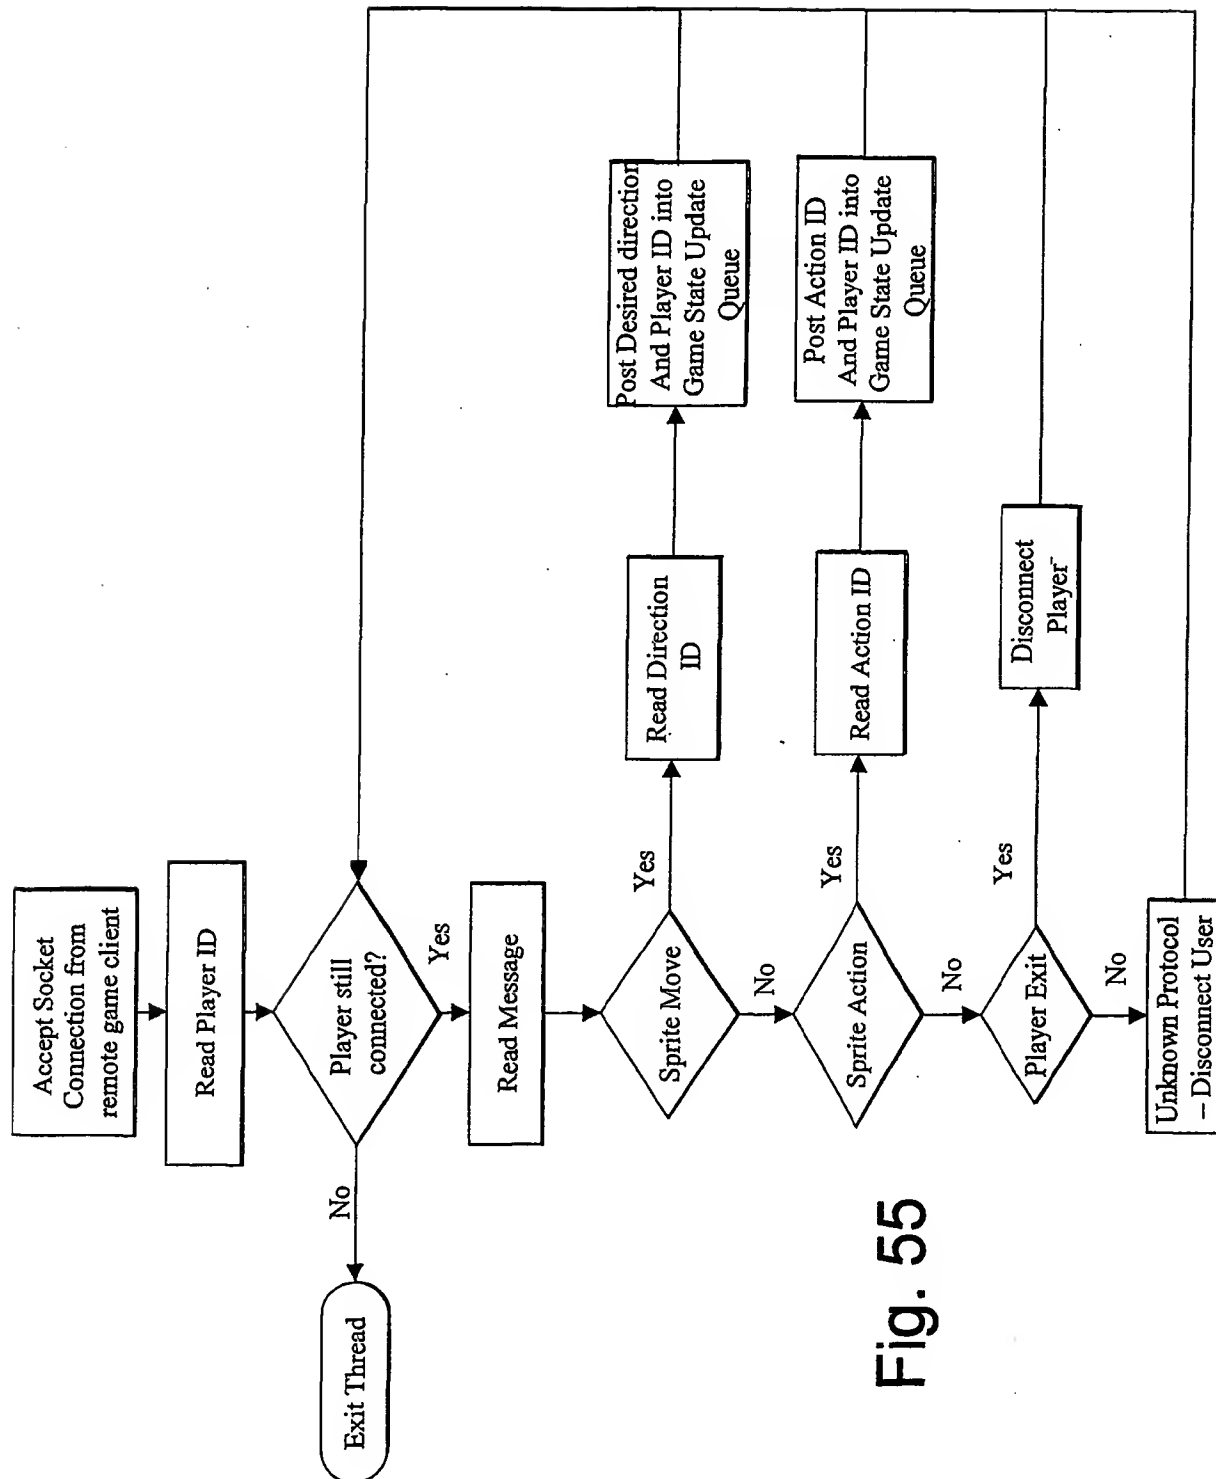 Accept Socket
Connection from
remote game client
Read Player ID
Player still
connected?
No
Exit Thread
Yes
Read Message
Sprite Move
Yes
Read Direction
ID
Post Desired direction
And Player ID into
Game State Update
Queue
No
Sprite Action
Yes
Read Action ID
Post Action ID
And Player ID into
Game State Update
Queue
No
Player Exit
Yes
Disconnect
Player
No
Unknown Protocol
– Disconnect User
Fig. 55